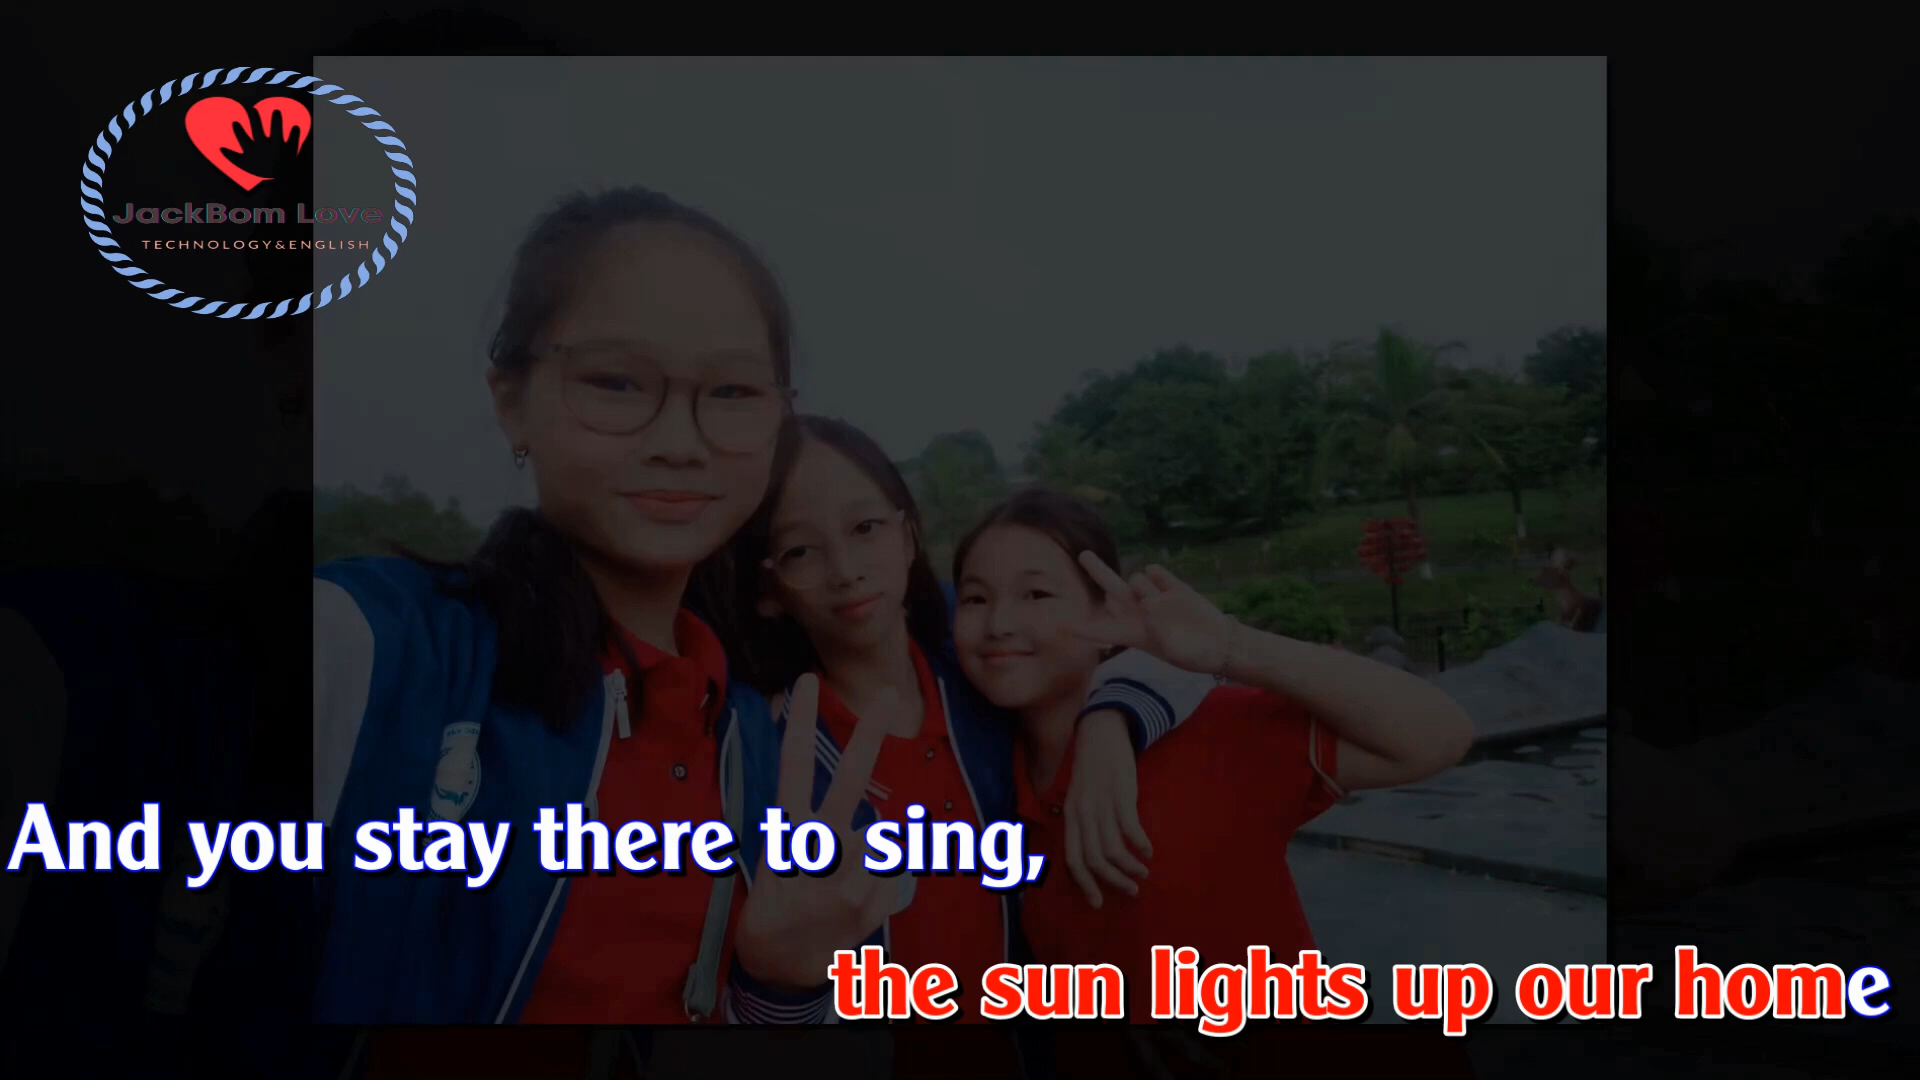 JackBom Love
TECHNOLOGY&ENGLISH
And you stay there to sing,
the sun lights up our home